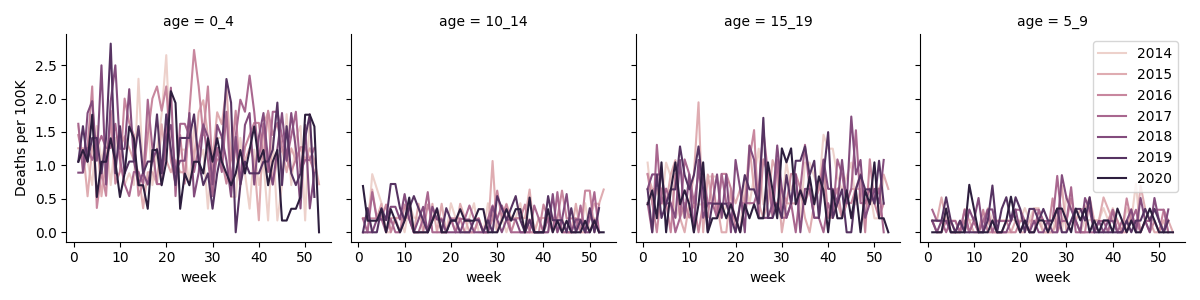 age = 0_4
age = 10_14
age = 15_19
age = 5_9
Deaths per 100K
2.5
2.0
1.5
1.0
0.5
0.0
2014
2015
2016
2017
2018
2019
2020
0 10 20 30 40 50
0 10 20 30 40 50
0 10 20 30 40 50
0 10 20 30 40 50
week
week
week
week